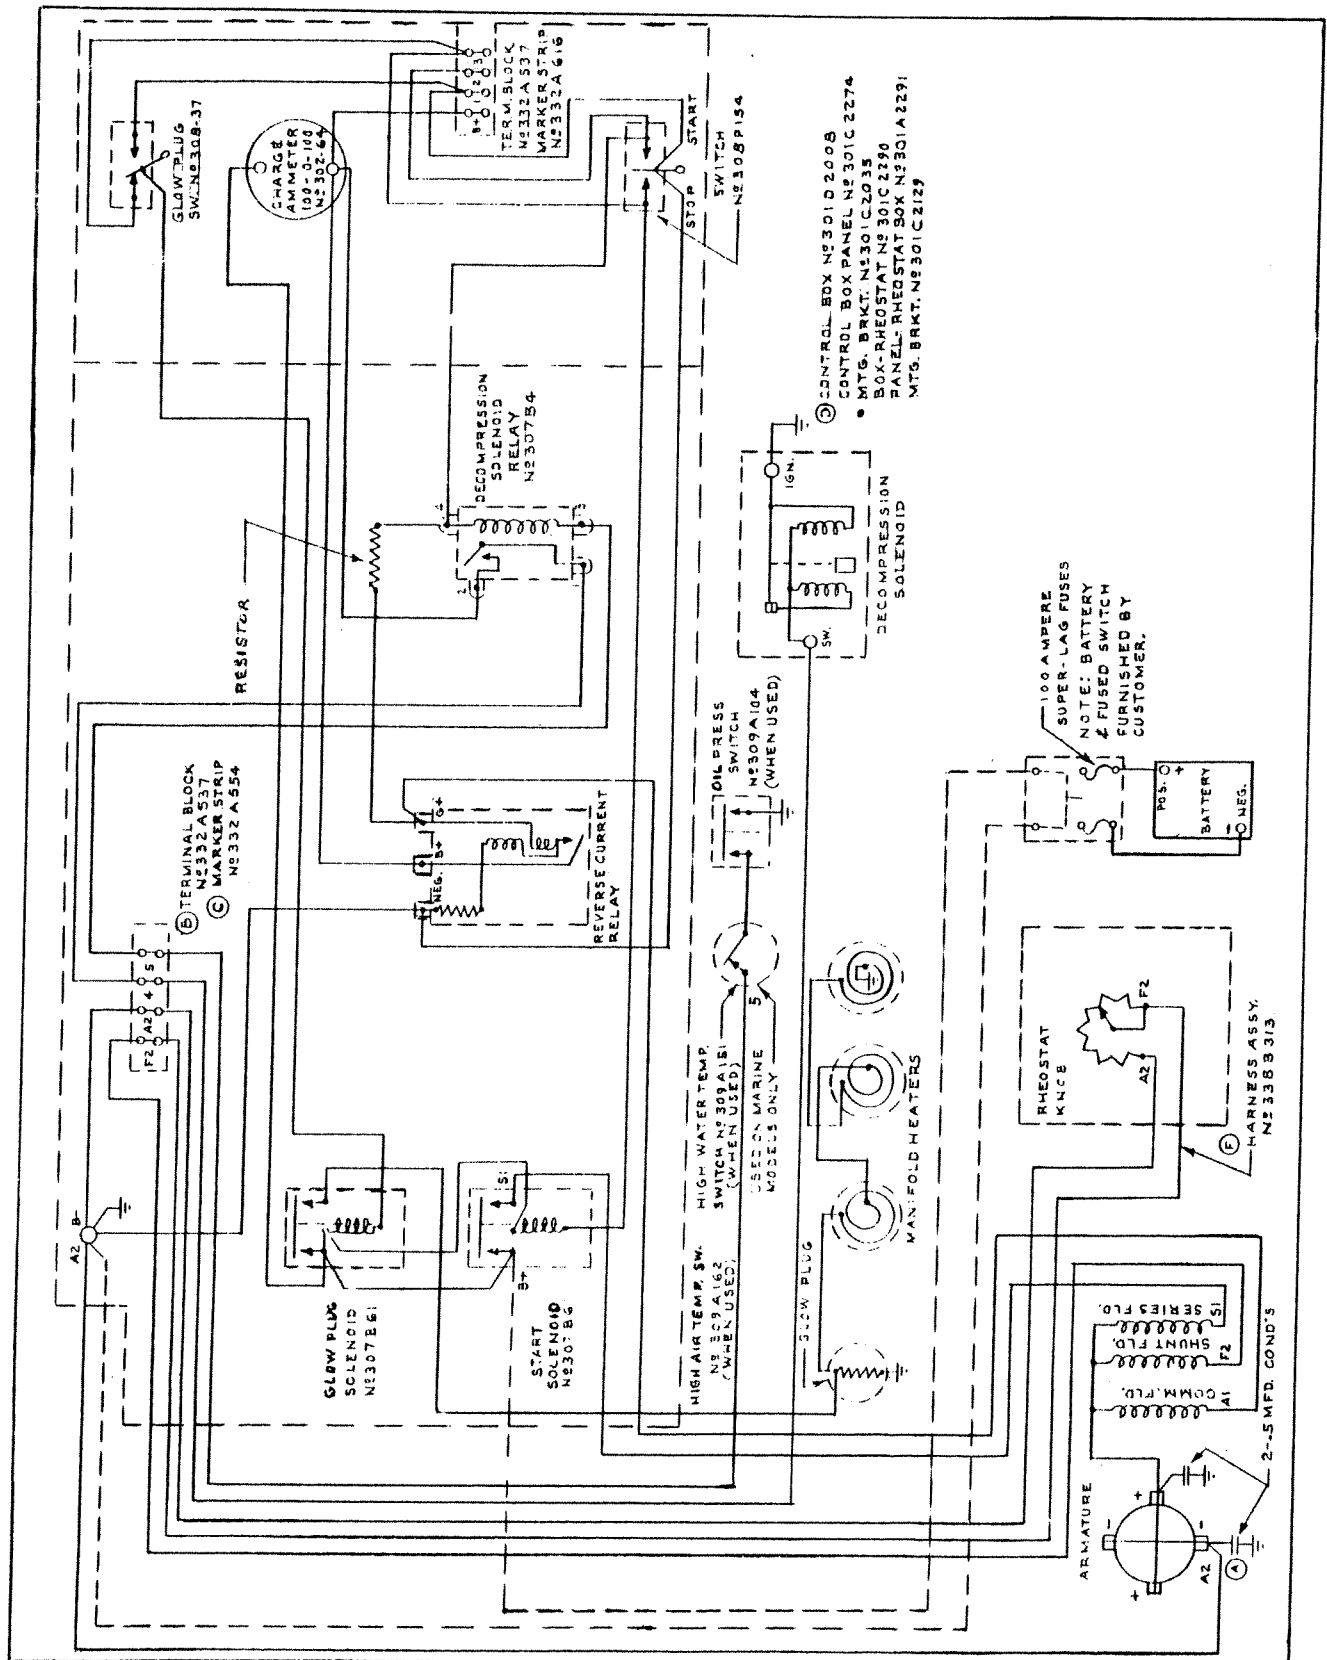 GLOW PLUG
SW. Nº 308-37
CHARGE
AMMETER
100-0-100
Nº 302-64
B+ 1 2 3
TERM. BLOCK
Nº 332A537
MARKER STRIP
Nº 332A616
STOP
START
SWITCH
Nº 308P154
RESISTOR
DECOMPRESSION
SOLENOID
RELAY
Nº 307B4
4
3
2
Ⓑ TERMINAL BLOCK
Nº 332A537
Ⓒ MARKER STRIP
Nº 332A554
F2 A2 4 5
NEG. B+ G+
REVERSE CURRENT
RELAY
A2
B-
GLOW PLUG
SOLENOID
Nº 307B61
START
SOLENOID
Nº 307B6
B+
S1
HIGH AIR TEMP. SW.
Nº 309A162
(WHEN USED)
HIGH WATER TEMP.
SWITCH Nº 309A151
(WHEN USED)
USED ON MARINE
MODELS ONLY
5
OIL PRESS
SWITCH
Nº 309A104
(WHEN USED)
SW.
IGN.
DECOMPRESSION
SOLENOID
Ⓓ CONTROL BOX Nº 301D2008
CONTROL BOX PANEL Nº 301C2274
• MTG. BRKT. Nº 301C2035
BOX-RHEOSTAT Nº 301C2290
PANEL-RHEOSTAT BOX Nº 301A2291
MTG. BRKT. Nº 301C2129
GLOW PLUG
MANIFOLD HEATERS
100 AMPERE
SUPER-LAG FUSES
NOTE: BATTERY
& FUSED SWITCH
FURNISHED BY
CUSTOMER.
POS. +
BATTERY
- NEG.
RHEOSTAT
A2
F2
Ⓕ HARNESS ASSY.
Nº 338B313
ARMATURE
+
-
+
-
A2
Ⓐ
COMM. FLD.
A1
SHUNT FLD.
F2
SERIES FLD.
S1
2-.5 MFD. COND'S